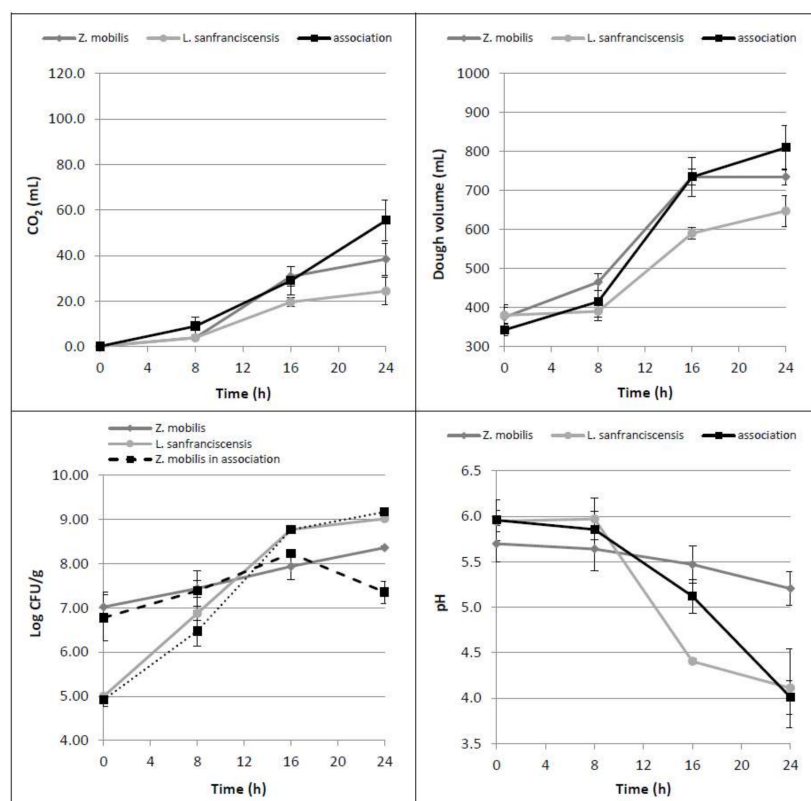 Z. mobilis L. sanfranciscensis association
120.0
100.0
80.0
60.0
40.0
20.0
0.0
CO2 (mL)
0 4 8 12 16 20 24
Time (h)
Z. mobilis L. sanfranciscensis association
1000
900
800
700
600
500
400
300
Dough volume (mL)
0 4 8 12 16 20 24
Time (h)
Z. mobilis
L. sanfranciscensis
Z. mobilis in association
10.00
9.00
8.00
7.00
6.00
5.00
4.00
Log CFU/g
0 4 8 12 16 20 24
Time (h)
Z. mobilis L. sanfranciscensis association
6.5
6.0
5.5
5.0
4.5
4.0
3.5
pH
0 4 8 12 16 20 24
Time (h)